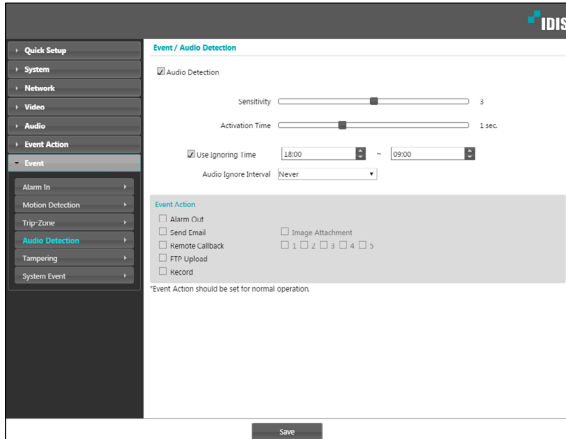 IDIS
Quick Setup
System
Network
Video
Audio
Event Action
Event
Alarm In
Motion Detection
Trip-Zone
Audio Detection
Tampering
System Event
Event / Audio Detection
Audio Detection
Sensitivity 3
Activation Time 1 sec.
Use Ignoring Time 18:00 ~ 09:00
Audio Ignore Interval Never
Event Action
Alarm Out
Send Email Image Attachment
Remote Callback 1 2 3 4 5
FTP Upload
Record
*Event Action should be set for normal operation.
Save